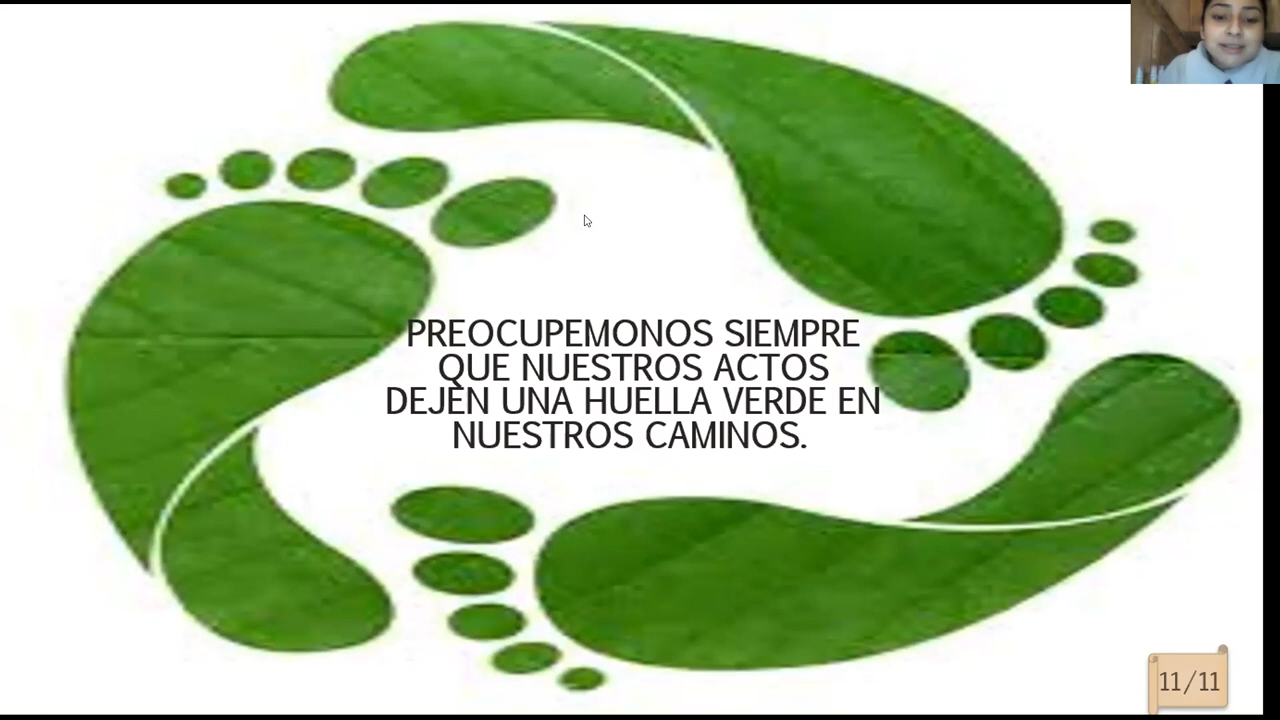 PREOCUPEMONOS SIEMPRE
QUE NUESTROS ACTOS
DEJEN UNA HUELLA VERDE EN
NUESTROS CAMINOS.
11/11